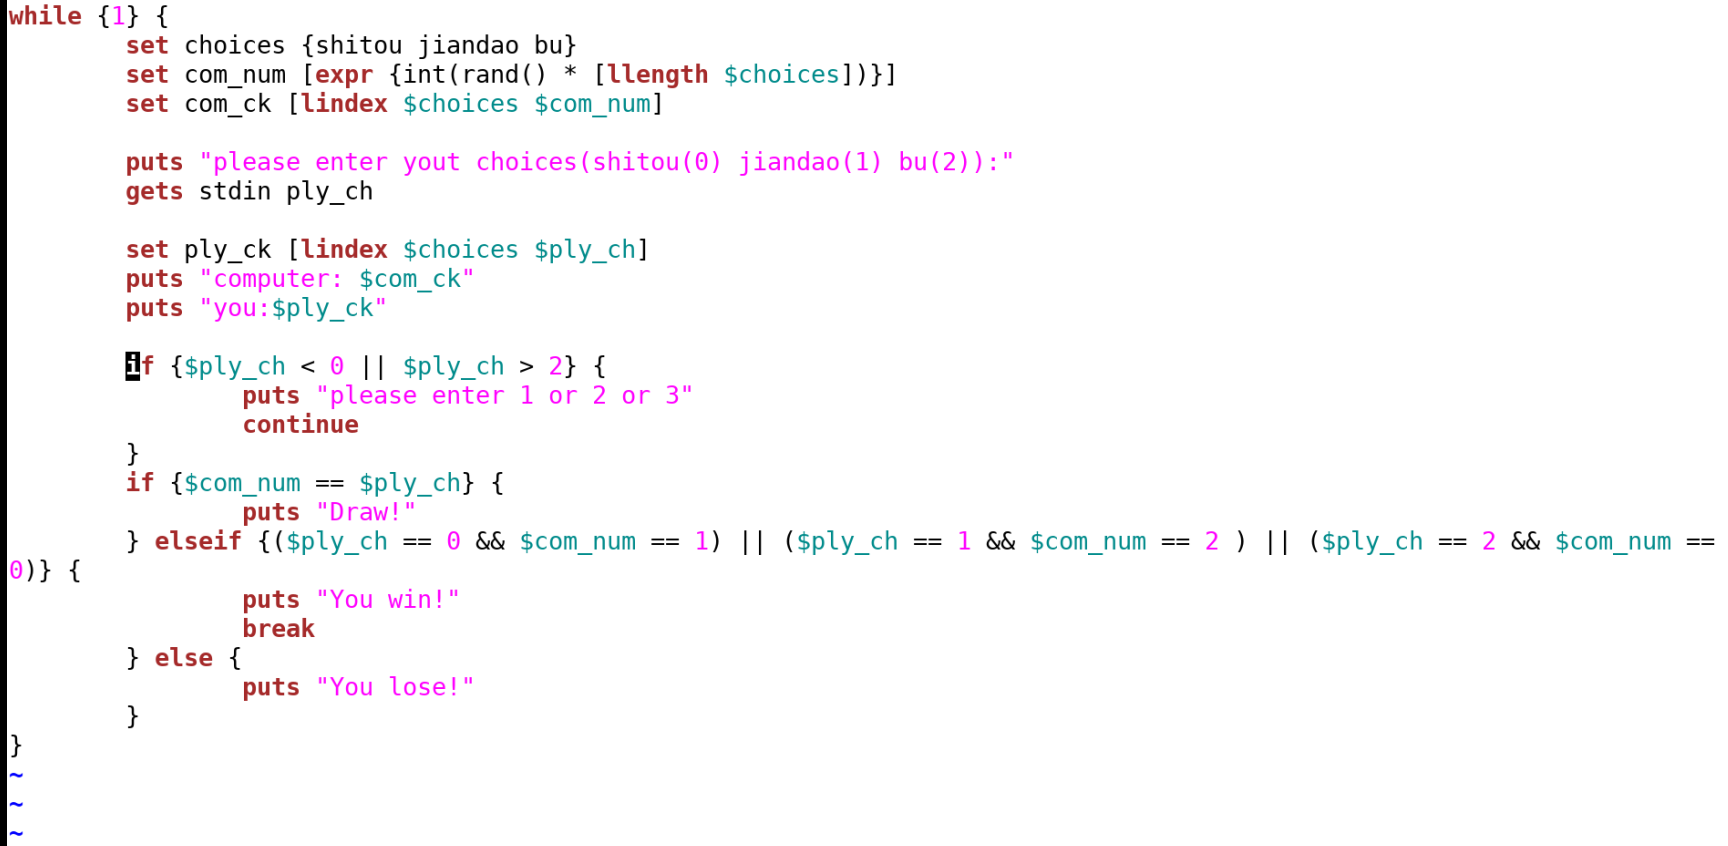 while {1} {
        set choices {shitou jiandao bu}
        set com_num [expr {int(rand() * [llength $choices])}]
        set com_ck [lindex $choices $com_num]

        puts "please enter yout choices(shitou(0) jiandao(1) bu(2)):"
        gets stdin ply_ch

        set ply_ck [lindex $choices $ply_ch]
        puts "computer: $com_ck"
        puts "you:$ply_ck"

        if {$ply_ch < 0 || $ply_ch > 2} {
                puts "please enter 1 or 2 or 3"
                continue
        }
        if {$com_num == $ply_ch} {
                puts "Draw!"
        } elseif {($ply_ch == 0 && $com_num == 1) || ($ply_ch == 1 && $com_num == 2 ) || ($ply_ch == 2 && $com_num ==
0)} {
                puts "You win!"
                break
        } else {
                puts "You lose!"
        }
}
~
~
~